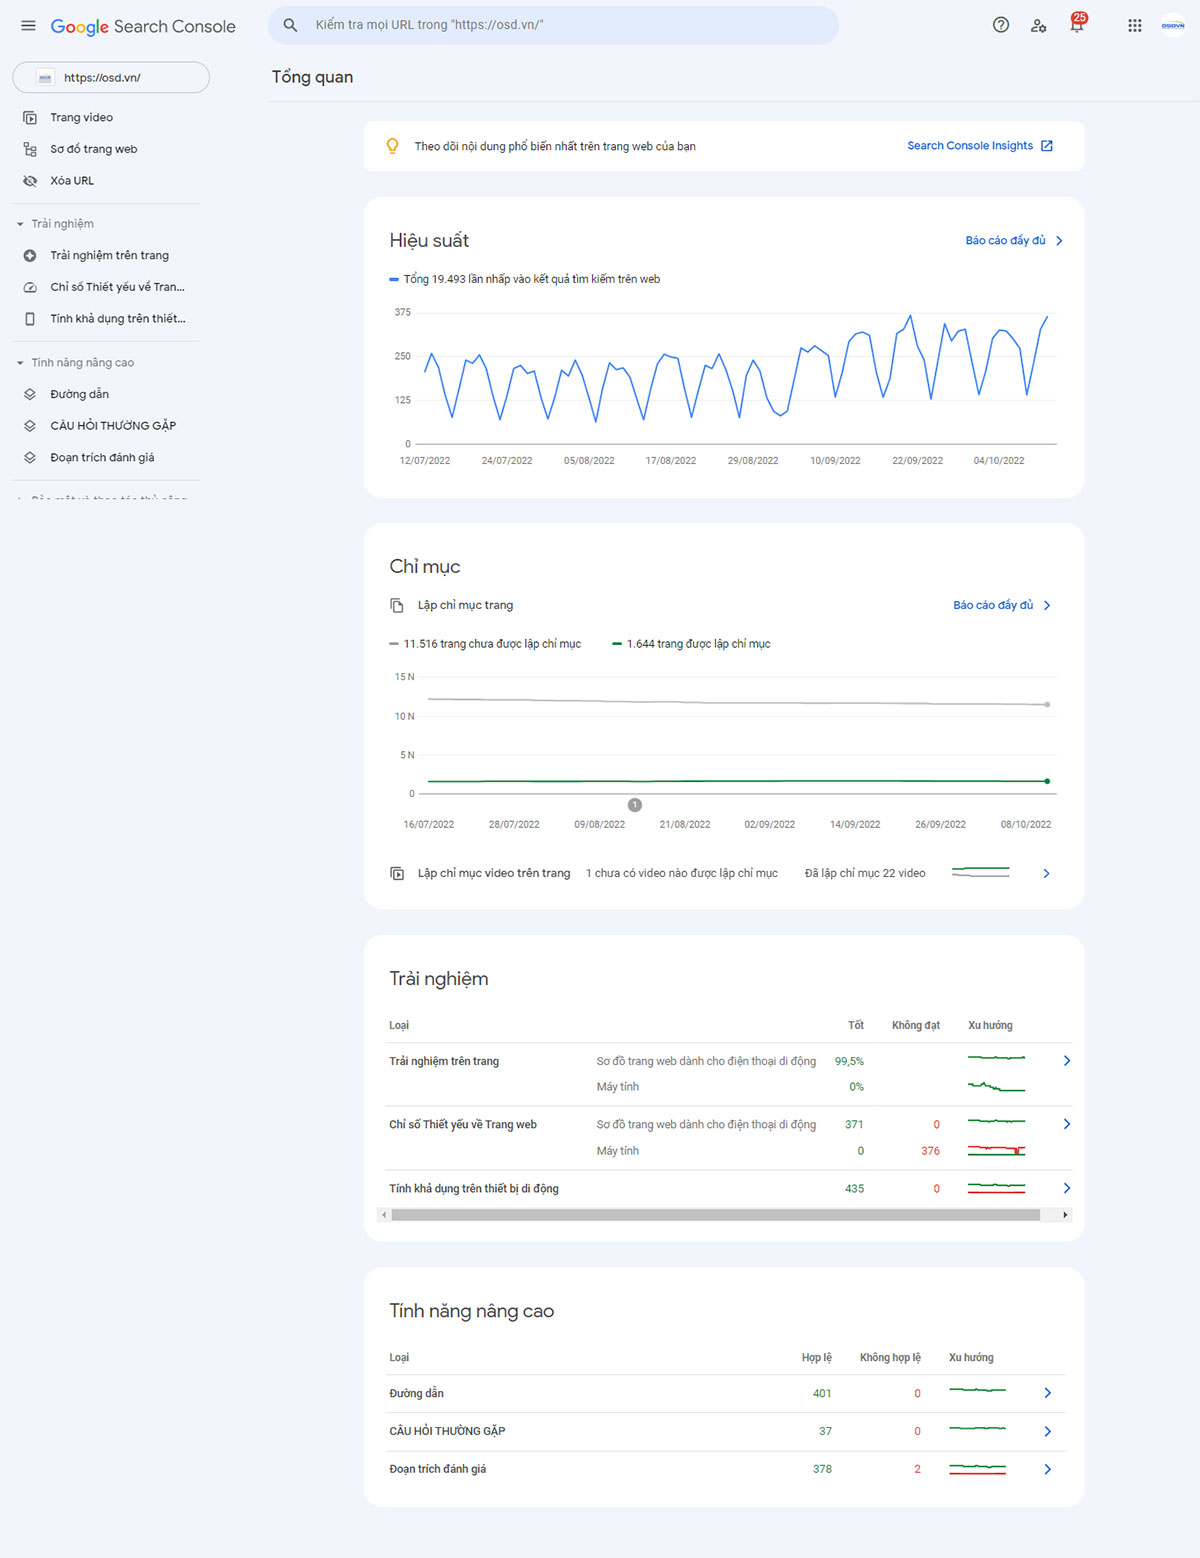 Google Search Console
Kiểm tra mọi URL trong "https://osd.vn/"
25
OSDVN
https://osd.vn/
Tổng quan
Trang video
Sơ đồ trang web
Xóa URL
Trải nghiệm
Trải nghiệm trên trang
Chỉ số Thiết yếu về Tran...
Tính khả dụng trên thiết...
Tính năng nâng cao
Đường dẫn
CÂU HỎI THƯỜNG GẶP
Đoạn trích đánh giá
Bảo mật và thao tác thủ công
Theo dõi nội dung phổ biến nhất trên trang web của bạn
Search Console Insights
Hiệu suất
Báo cáo đầy đủ
Tổng 19.493 lần nhấp vào kết quả tìm kiếm trên web
375
250
125
0
12/07/2022 24/07/2022 05/08/2022 17/08/2022 29/08/2022 10/09/2022 22/09/2022 04/10/2022
Chỉ mục
Lập chỉ mục trang
Báo cáo đầy đủ
11.516 trang chưa được lập chỉ mục 1.644 trang được lập chỉ mục
15 N
10 N
5 N
0
1
16/07/2022 28/07/2022 09/08/2022 21/08/2022 02/09/2022 14/09/2022 26/09/2022 08/10/2022
Lập chỉ mục video trên trang 1 chưa có video nào được lập chỉ mục Đã lập chỉ mục 22 video
Trải nghiệm
Loại Tốt Không đạt Xu hướng
Trải nghiệm trên trang Sơ đồ trang web dành cho điện thoại di động 99,5%
Máy tính 0%
Chỉ số Thiết yếu về Trang web Sơ đồ trang web dành cho điện thoại di động 371 0
Máy tính 0 376
Tính khả dụng trên thiết bị di động 435 0
Tính năng nâng cao
Loại Hợp lệ Không hợp lệ Xu hướng
Đường dẫn 401 0
CÂU HỎI THƯỜNG GẶP 37 0
Đoạn trích đánh giá 378 2